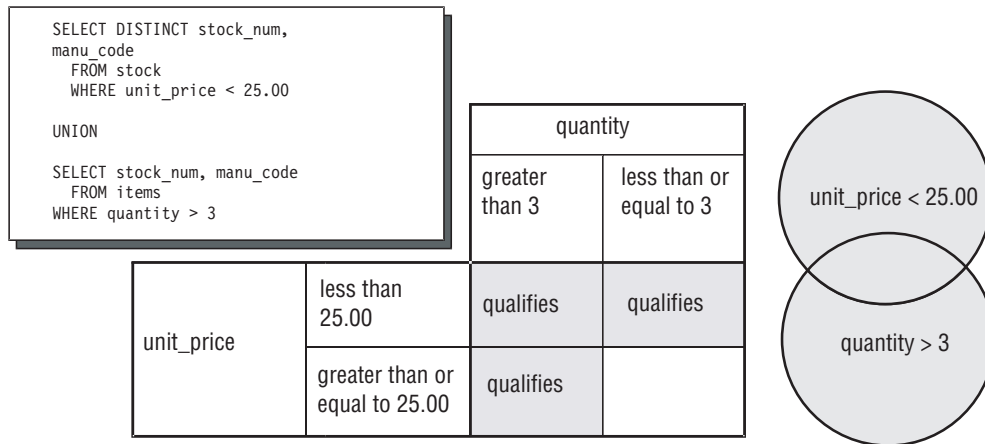 SELECT DISTINCT stock_num,
manu_code
FROM stock
WHERE unit_price < 25.00
UNION
SELECT stock_num, manu_code
FROM items
WHERE quantity > 3
quantity
greater
than 3
less than or
equal to 3
unit_price
less than
25.00
qualifies
qualifies
greater than or
equal to 25.00
qualifies
unit_price < 25.00
quantity > 3